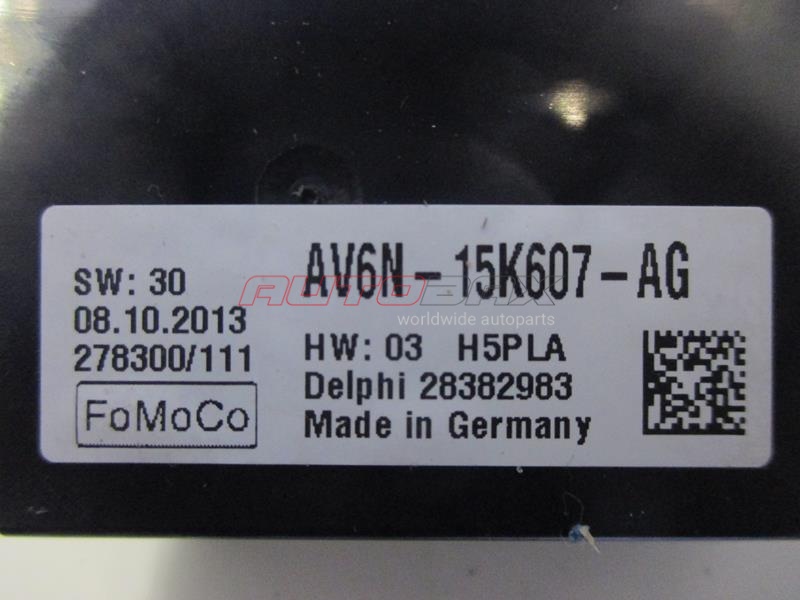 AV6N-15K607-AG
SW: 30
AUTOBAX
worldwide autoparts
08.10.2013
278300/111
HW: 03 H5PLA
FoMoCo
Delphi 28382983
Made in Germany